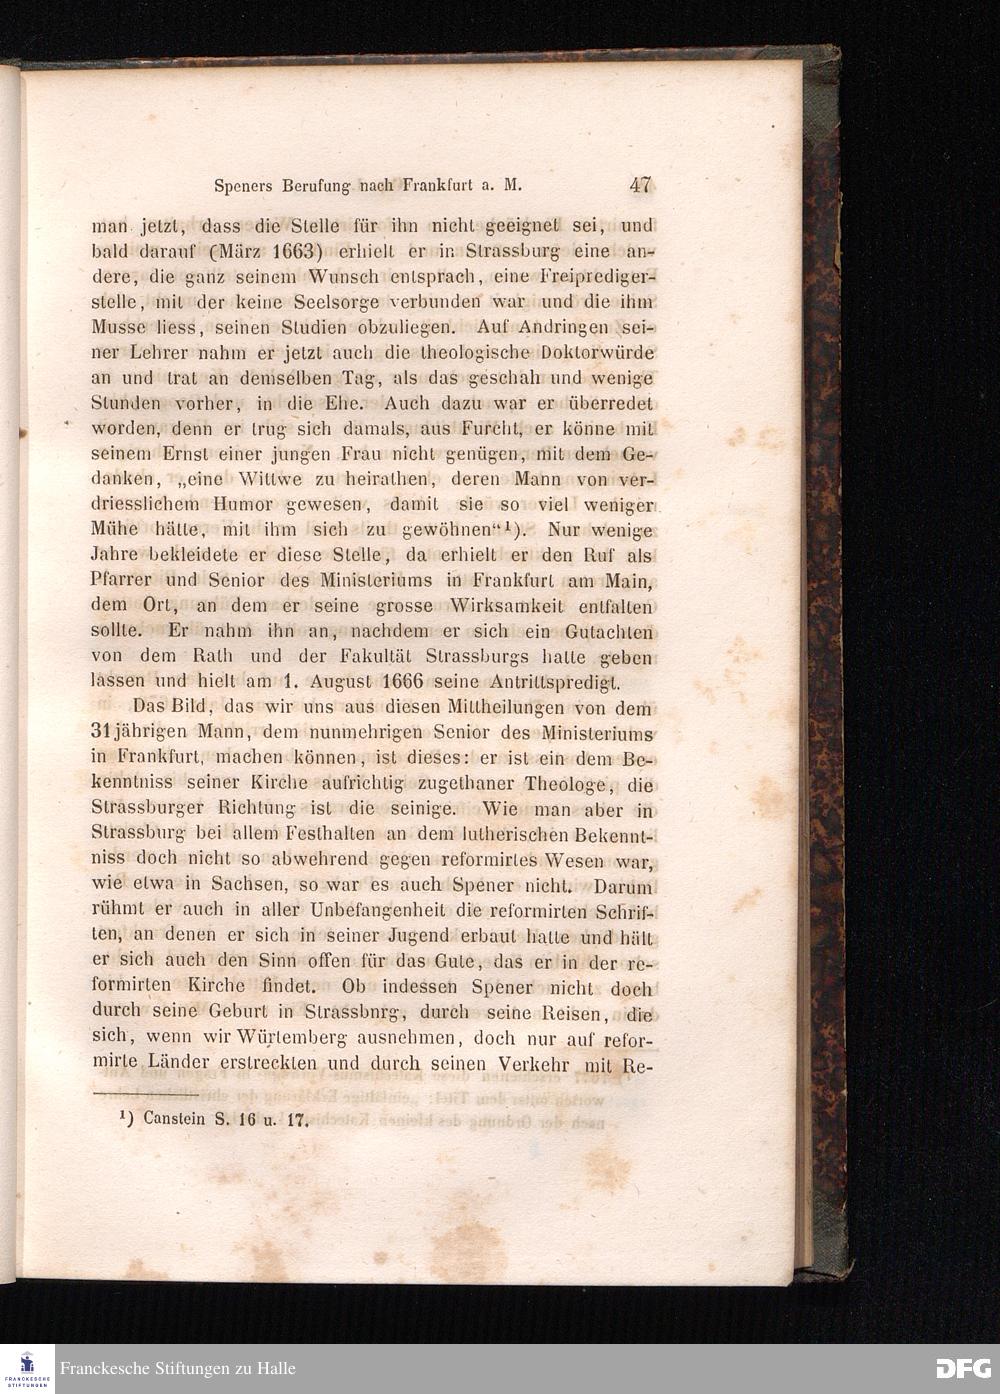 Speners Berufung nach Frankfurt a. M. 47
man jetzt, dass die Stelle für ihn nicht geeignet sei, und
bald darauf (März 1663) erhielt er in Strassburg eine an-
dere, die ganz seinem Wunsch entsprach, eine Freiprediger-
stelle, mit der keine Seelsorge verbunden war und die ihm
Musse liess, seinen Studien obzuliegen. Auf Andringen sei-
ner Lehrer nahm er jetzt auch die theologische Doktorwürde
an und trat an demselben Tag, als das geschah und wenige
Stunden vorher, in die Ehe. Auch dazu war er überredet
worden, denn er trug sich damals, aus Furcht, er könne mit
seinem Ernst einer jungen Frau nicht genügen, mit dem Ge-
danken, „eine Wittwe zu heirathen, deren Mann von ver-
driesslichem Humor gewesen, damit sie so viel weniger
Mühe hätte, mit ihm sich zu gewöhnen“¹). Nur wenige
Jahre bekleidete er diese Stelle, da erhielt er den Ruf als
Pfarrer und Senior des Ministeriums in Frankfurt am Main,
dem Ort, an dem er seine grosse Wirksamkeit entfalten
sollte. Er nahm ihn an, nachdem er sich ein Gutachten
von dem Rath und der Fakultät Strassburgs hatte geben
lassen und hielt am 1. August 1666 seine Antrittspredigt.
Das Bild, das wir uns aus diesen Mittheilungen von dem
31jährigen Mann, dem nunmehrigen Senior des Ministeriums
in Frankfurt, machen können, ist dieses: er ist ein dem Be-
kenntniss seiner Kirche aufrichtig zugethaner Theologe, die
Strassburger Richtung ist die seinige. Wie man aber in
Strassburg bei allem Festhalten an dem lutherischen Bekennt-
niss doch nicht so abwehrend gegen reformirtes Wesen war,
wie etwa in Sachsen, so war es auch Spener nicht. Darum
rühmt er auch in aller Unbefangenheit die reformirten Schrif-
ten, an denen er sich in seiner Jugend erbaut hatte und hält
er sich auch den Sinn offen für das Gute, das er in der re-
formirten Kirche findet. Ob indessen Spener nicht doch
durch seine Geburt in Strassbnrg, durch seine Reisen, die
sich, wenn wir Würtemberg ausnehmen, doch nur auf refor-
mirte Länder erstreckten und durch seinen Verkehr mit Re-
¹) Canstein S. 16 u. 17.
FRANCKESCHE STIFTUNGEN
Franckesche Stiftungen zu Halle
DFG